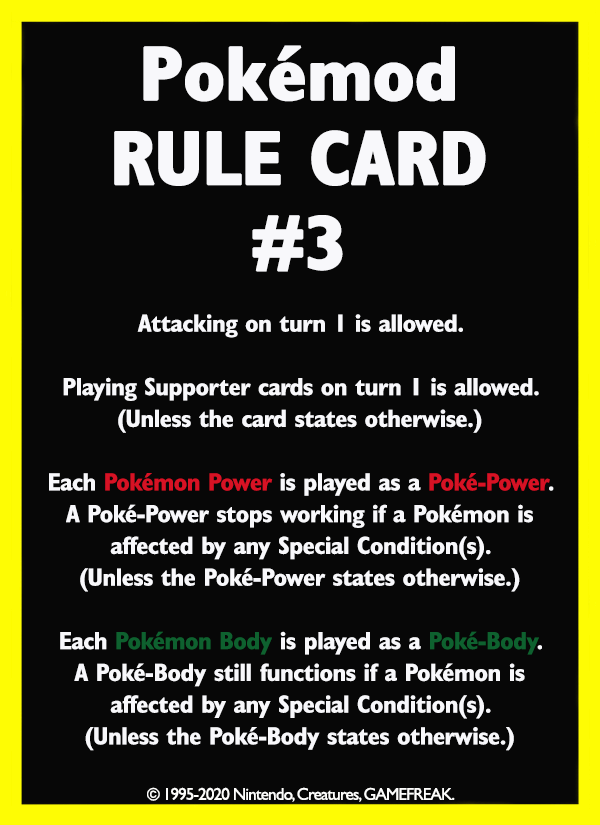 Pokémod
RULE CARD
#3
Attacking on turn 1 is allowed.
Playing Supporter cards on turn 1 is allowed.
(Unless the card states otherwise.)
Each Pokémon Power is played as a Poké-Power.
A Poké-Power stops working if a Pokémon is
affected by any Special Condition(s).
(Unless the Poké-Power states otherwise.)
Each Pokémon Body is played as a Poké-Body.
A Poké-Body still functions if a Pokémon is
affected by any Special Condition(s).
(Unless the Poké-Body states otherwise.)
© 1995-2020 Nintendo, Creatures, GAMEFREAK.